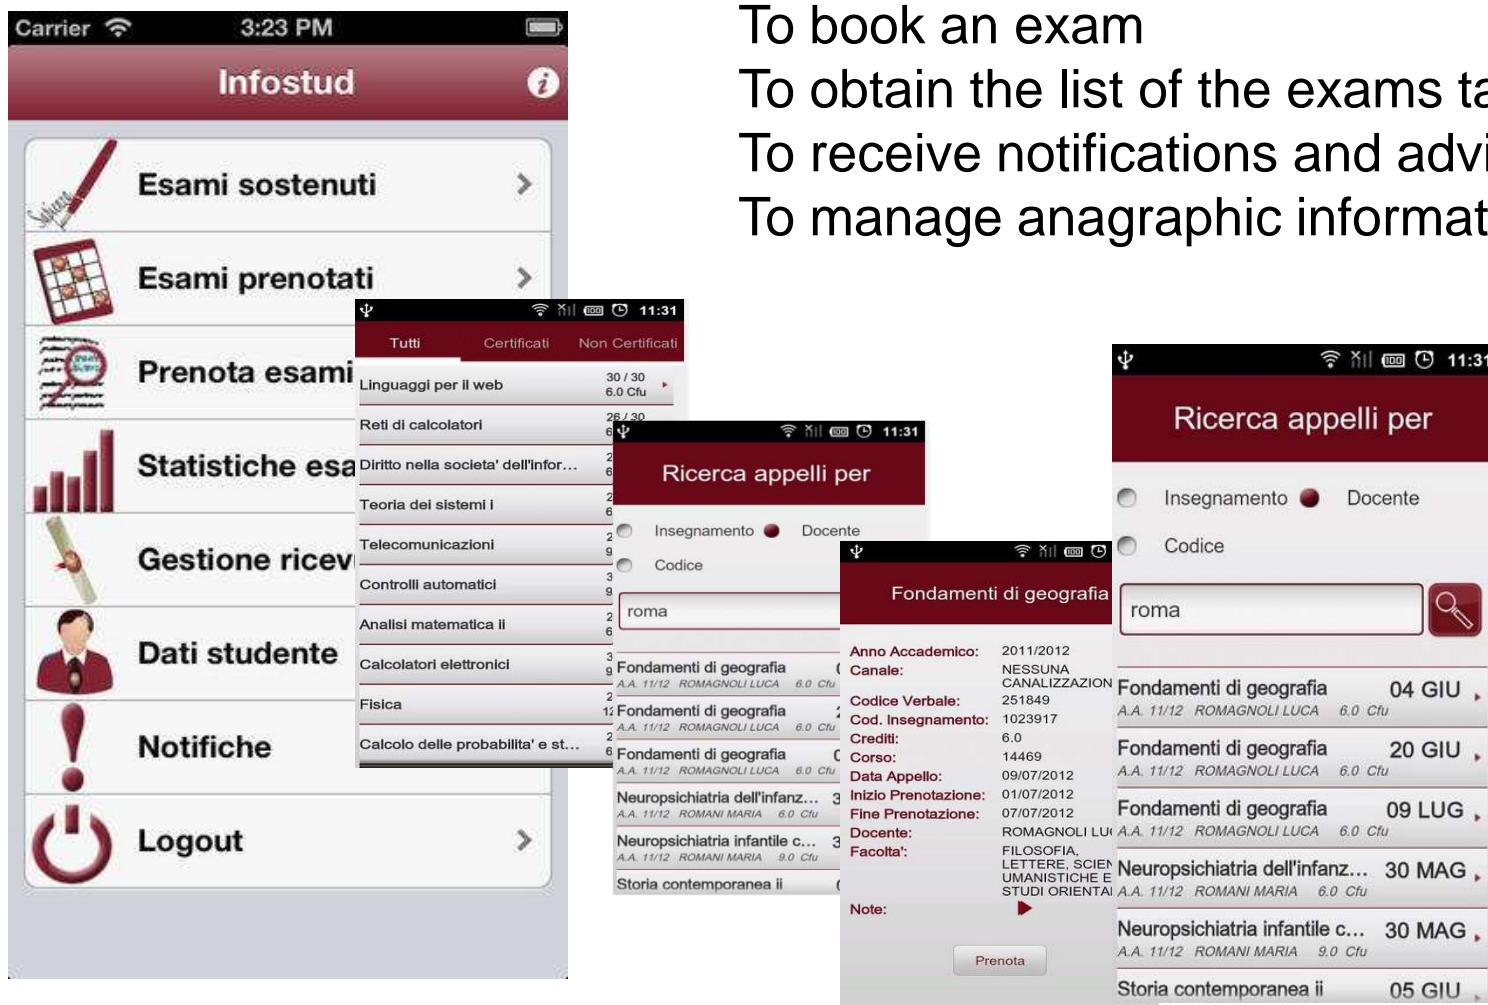 To book an exam
To obtain the list of the exams
To receive notifications and
To manage anagraphic
Carrier 3:23 PM
Infostud
Esami sostenuti
Esami prenotati
Prenota esami
Statistiche
Gestione
Dati studente
Notifiche
Logout
11:31
Tutti Certificati Non Certificati
Linguaggi per il web 30 / 30
6.0 Cfu
Reti di calcolatori 26 / 30
Diritto nella societa' dell'infor...
Teoria dei sistemi i
Telecomunicazioni
Controlli automatici
Analisi matematica ii
Calcolatori elettronici
Fisica
Calcolo delle probabilita' e st...
11:31
Ricerca appelli per
Insegnamento Docente
Codice
roma
Fondamenti di geografia
A.A. 11/12 ROMAGNOLI LUCA 6.0 Cfu
Fondamenti di geografia
A.A. 11/12 ROMAGNOLI LUCA 6.0 Cfu
Fondamenti di geografia
A.A. 11/12 ROMAGNOLI LUCA 6.0 Cfu
Neuropsichiatria dell'infanz...
A.A. 11/12 ROMANI MARIA 6.0 Cfu
Neuropsichiatria infantile c...
A.A. 11/12 ROMANI MARIA 9.0 Cfu
Storia contemporanea ii
Fondamenti di geografia
Anno Accademico: 2011/2012
Canale: NESSUNA
CANALIZZAZION
Codice Verbale: 251849
Cod. Insegnamento: 1023917
Crediti: 6.0
Corso: 14469
Data Appello: 09/07/2012
Inizio Prenotazione: 01/07/2012
Fine Prenotazione: 07/07/2012
Docente: ROMAGNOLI
Facolta': FILOSOFIA,
LETTERE,
UMANISTICHE E
STUDI
Note:
Prenota
11:31
Ricerca appelli per
Insegnamento Docente
Codice
roma
Fondamenti di geografia 04 GIU
A.A. 11/12 ROMAGNOLI LUCA 6.0 Cfu
Fondamenti di geografia 20 GIU
A.A. 11/12 ROMAGNOLI LUCA 6.0 Cfu
Fondamenti di geografia 09 LUG
A.A. 11/12 ROMAGNOLI LUCA 6.0 Cfu
Neuropsichiatria dell'infanz... 30 MAG
A.A. 11/12 ROMANI MARIA 6.0 Cfu
Neuropsichiatria infantile c... 30 MAG
A.A. 11/12 ROMANI MARIA 9.0 Cfu
Storia contemporanea ii 05 GIU